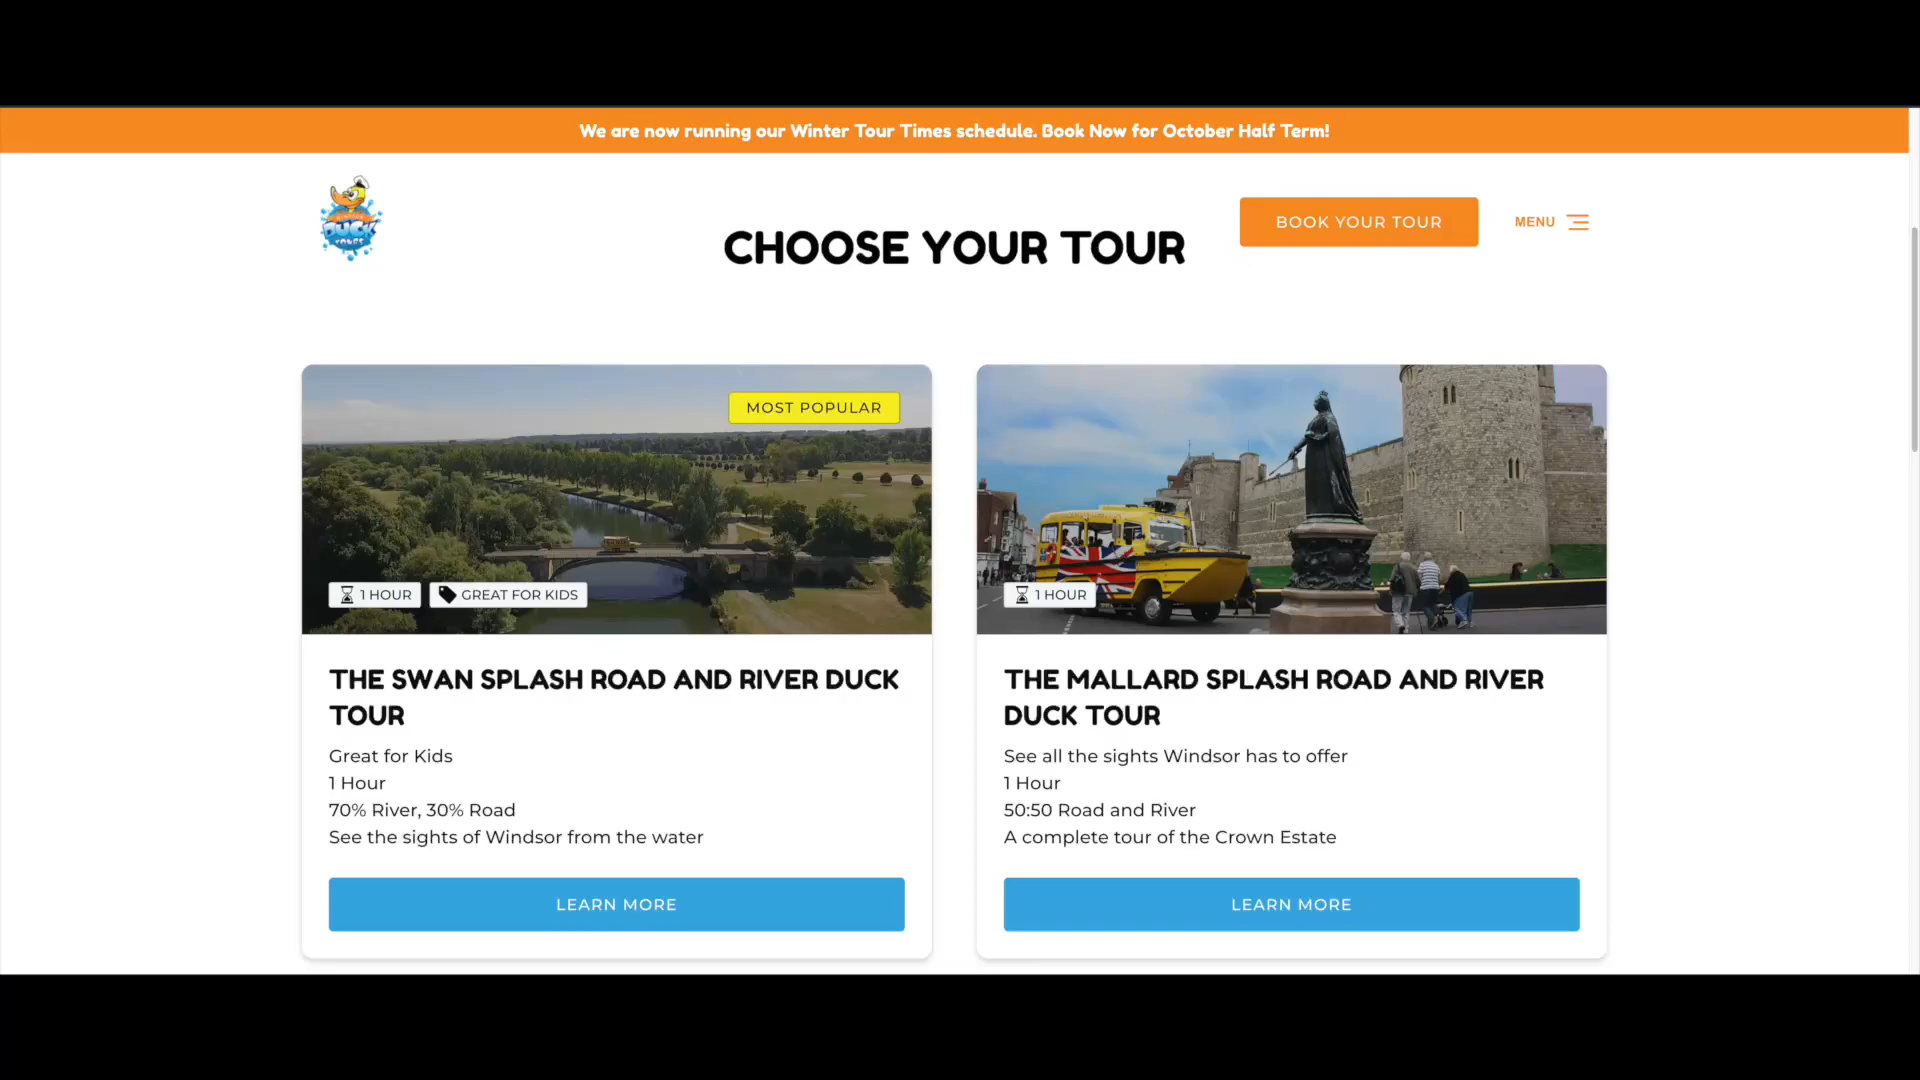 We are now running our Winter Tour Times schedule. Book Now for October Half Term!
WINDSOR
DUCK
TOURS
CHOOSE YOUR TOUR
BOOK YOUR TOUR
MENU
MOST POPULAR
1 HOUR
GREAT FOR KIDS
THE SWAN SPLASH ROAD AND RIVER DUCK
TOUR
Great for Kids
1 Hour
70% River, 30% Road
See the sights of Windsor from the water
LEARN MORE
1 HOUR
THE MALLARD SPLASH ROAD AND RIVER
DUCK TOUR
See all the sights Windsor has to offer
1 Hour
50:50 Road and River
A complete tour of the Crown Estate
LEARN MORE